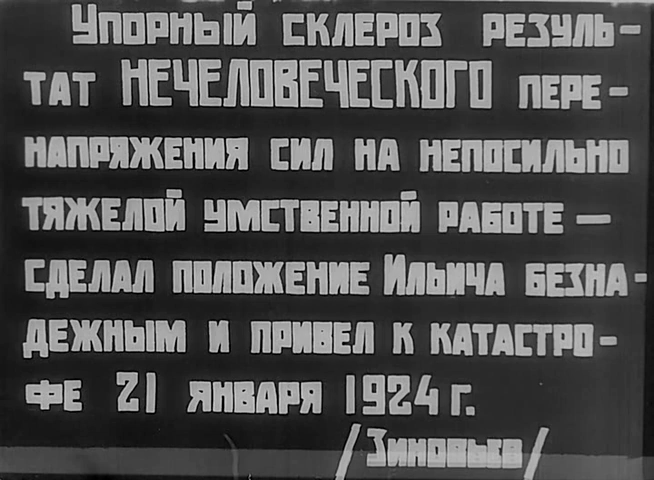 Упорный склероз резуль-
тат НЕЧЕЛОВЕЧЕСКОГО пере-
напряжения сил на непосильно
тяжелой умственной работе —
сделал положение Ильича безна-
дежным и привел к катастро-
фе 21 января 1924 г.
/Зиновьев/